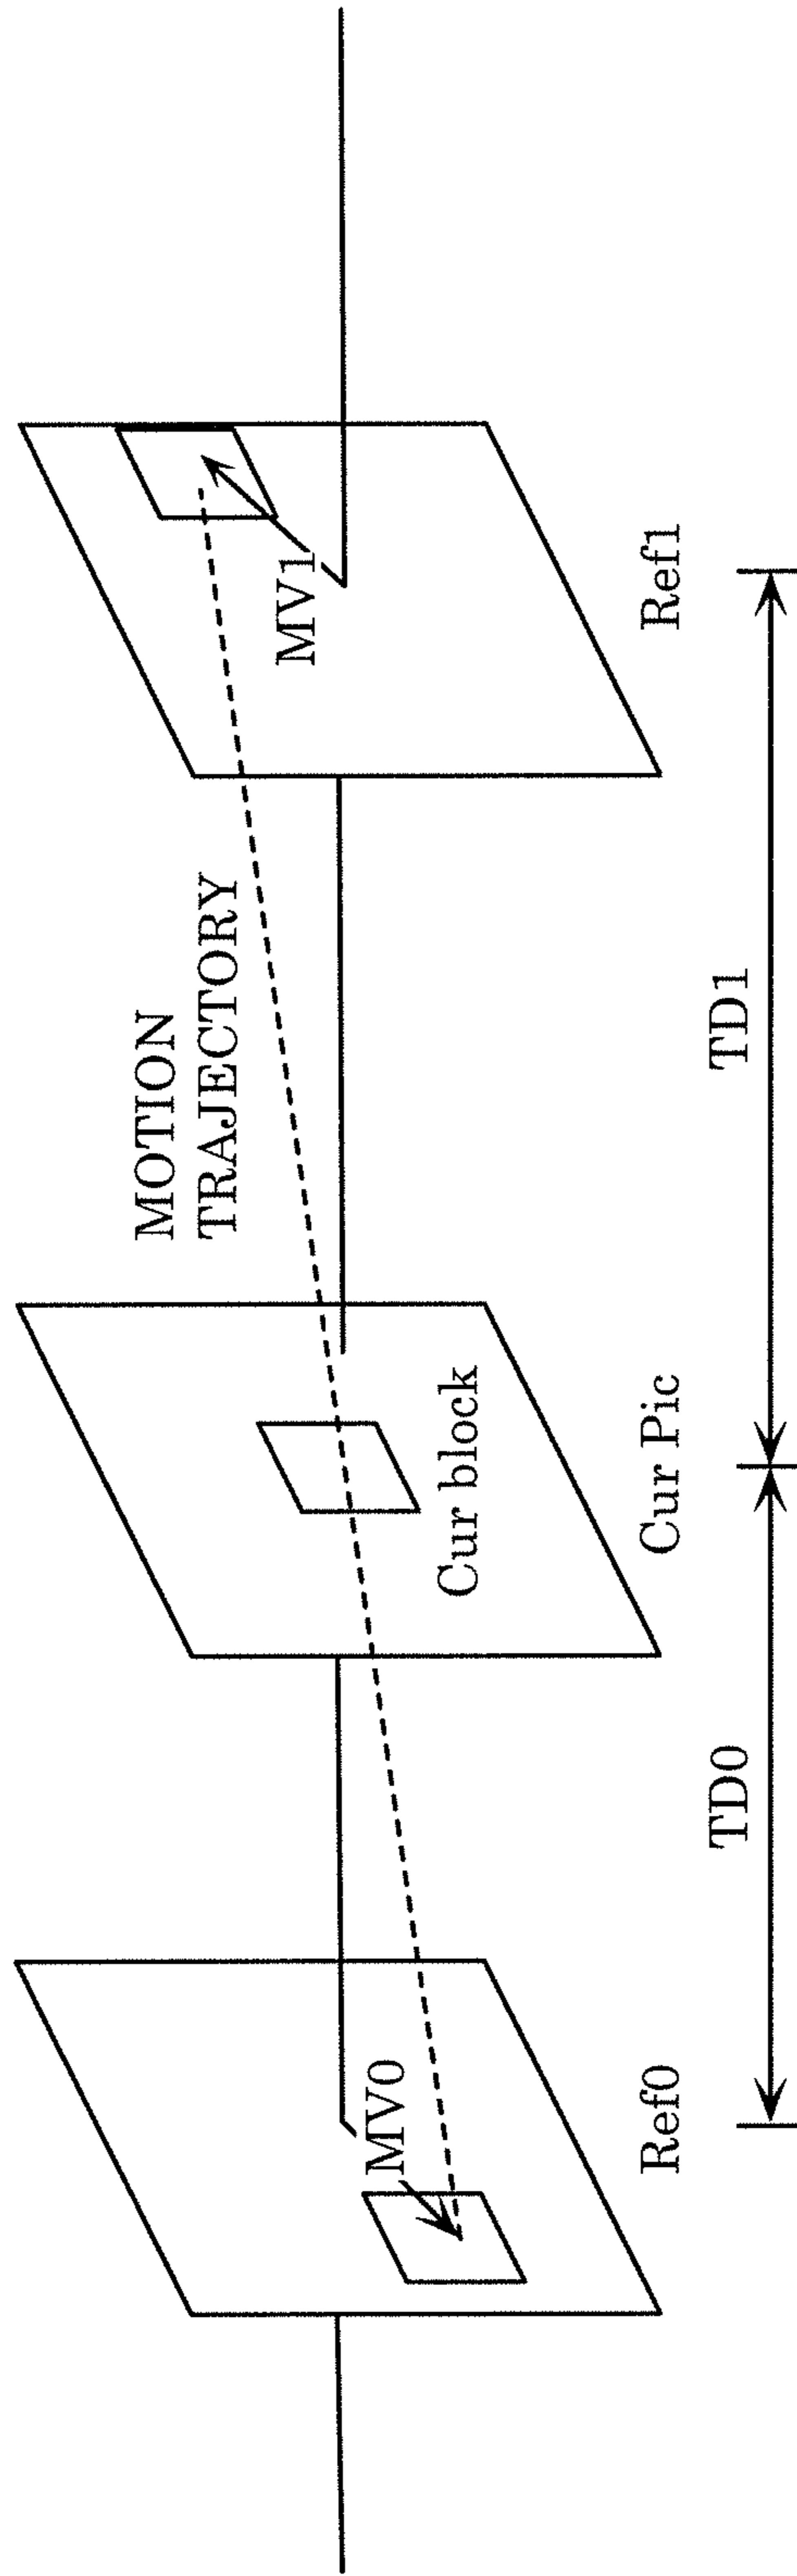 MOTION
TRAJECTORY
MV0
MV1
Cur block
Ref0
Cur Pic
Ref1
TD0
TD1